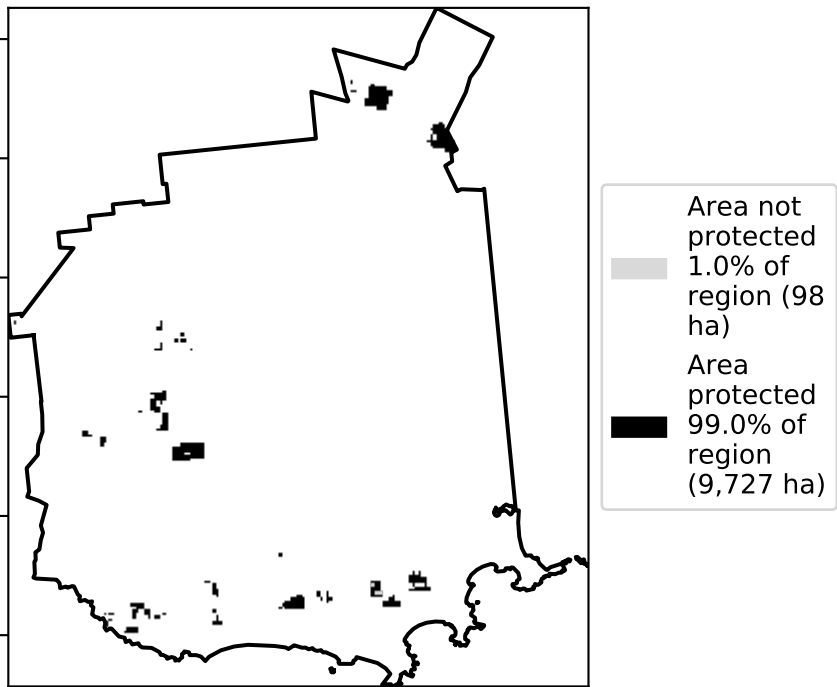 Area not
protected
1.0% of
region (98
ha)
Area
protected
99.0% of
region
(9,727 ha)